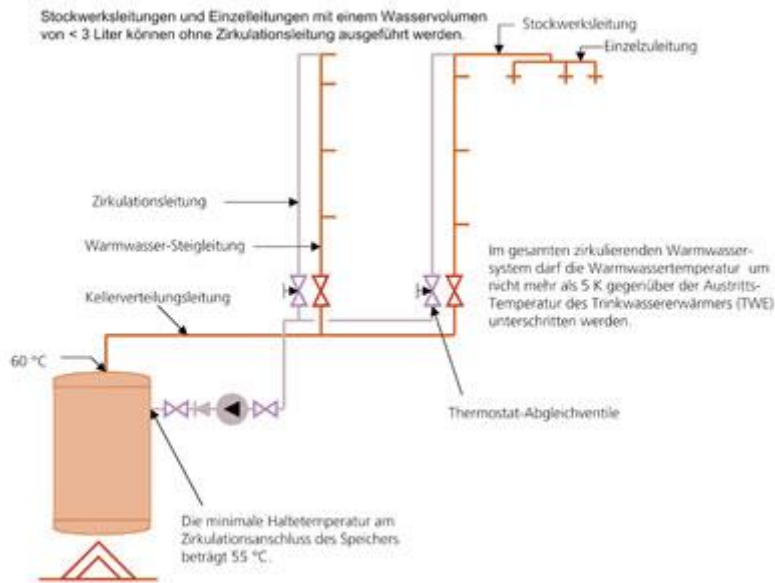 Stockwerksleitungen und Einzelleitungen mit einem Wasservolumen
von < 3 Liter können ohne Zirkulationsleitung ausgeführt werden.
Stockwerksleitung
Einzelzuleitung
Zirkulationsleitung
Warmwasser-Steigleitung
Im gesamten zirkulierenden Warmwasser-
system darf die Warmwassertemperatur um
nicht mehr als 5 K gegenüber der Austritts-
Temperatur des Trinkwassererwärmers (TWE)
unterschritten werden.
Kellerverteilungsleitung
60 °C
Thermostat-Abgleichventile
Die minimale Haltetemperatur am
Zirkulationsanschluss des Speichers
beträgt 55 °C.